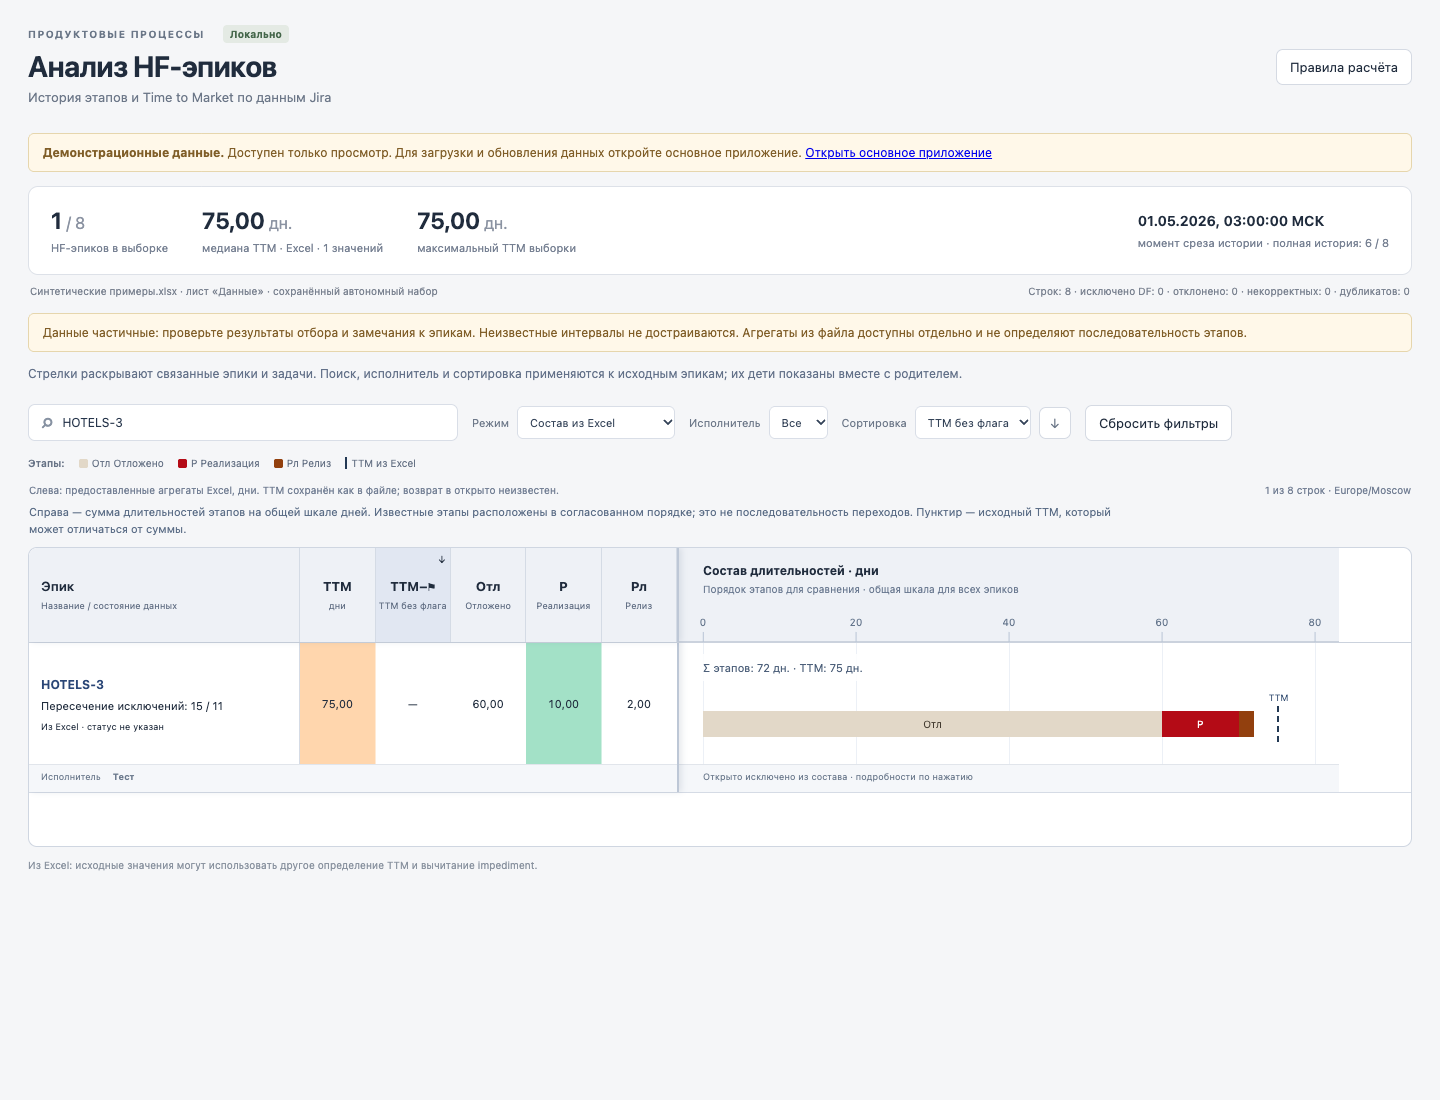 ПРОДУКТОВЫЕ ПРОЦЕССЫ Локально
Анализ HF-эпиков
Правила расчёта
История этапов и Time to Market по данным Jira
Демонстрационные данные. Доступен только просмотр. Для загрузки и обновления данных откройте основное приложение. Открыть основное приложение
1 / 8 75,00 дн. 75,00 дн. 01.05.2026, 03:00:00 МСК
HF-эпиков в выборке медиана ТТМ · Excel · 1 значений максимальный ТТМ выборки момент среза истории · полная история: 6 / 8
Синтетические примеры.xlsx · лист «Данные» · сохранённый автономный набор Строк: 8 · исключено DF: 0 · отклонено: 0 · некорректных: 0 · дубликатов: 0
Данные частичные: проверьте результаты отбора и замечания к эпикам. Неизвестные интервалы не достраиваются. Агрегаты из файла доступны отдельно и не определяют последовательность этапов.
Стрелки раскрывают связанные эпики и задачи. Поиск, исполнитель и сортировка применяются к исходным эпикам; их дети показаны вместе с родителем.
HOTELS-3 Режим Состав из Excel Исполнитель Все Сортировка ТТМ без флага ↓ Сбросить фильтры
Этапы: Отл Отложено Р Реализация Рл Релиз ТТМ из Excel
Слева: предоставленные агрегаты Excel, дни. ТТМ сохранён как в файле; возврат в открыто неизвестен. 1 из 8 строк · Europe/Moscow
Справа — сумма длительностей этапов на общей шкале дней. Известные этапы расположены в согласованном порядке; это не последовательность переходов. Пунктир — исходный ТТМ, который
может отличаться от суммы.
↓
Эпик ТТМ ТТМ−⚑ Отл Р Рл Состав длительностей · дни
Название / состояние данных дни ТТМ без флага Отложено Реализация Релиз Порядок этапов для сравнения · общая шкала для всех эпиков
0 20 40 60 80
Σ этапов: 72 дн. · ТТМ: 75 дн.
HOTELS-3
Пересечение исключений: 15 / 11 75,00 — 60,00 10,00 2,00 ТТМ
Из Excel · статус не указан Отл Р
Исполнитель Тест Открыто исключено из состава · подробности по нажатию
Из Excel: исходные значения могут использовать другое определение ТТМ и вычитание impediment.